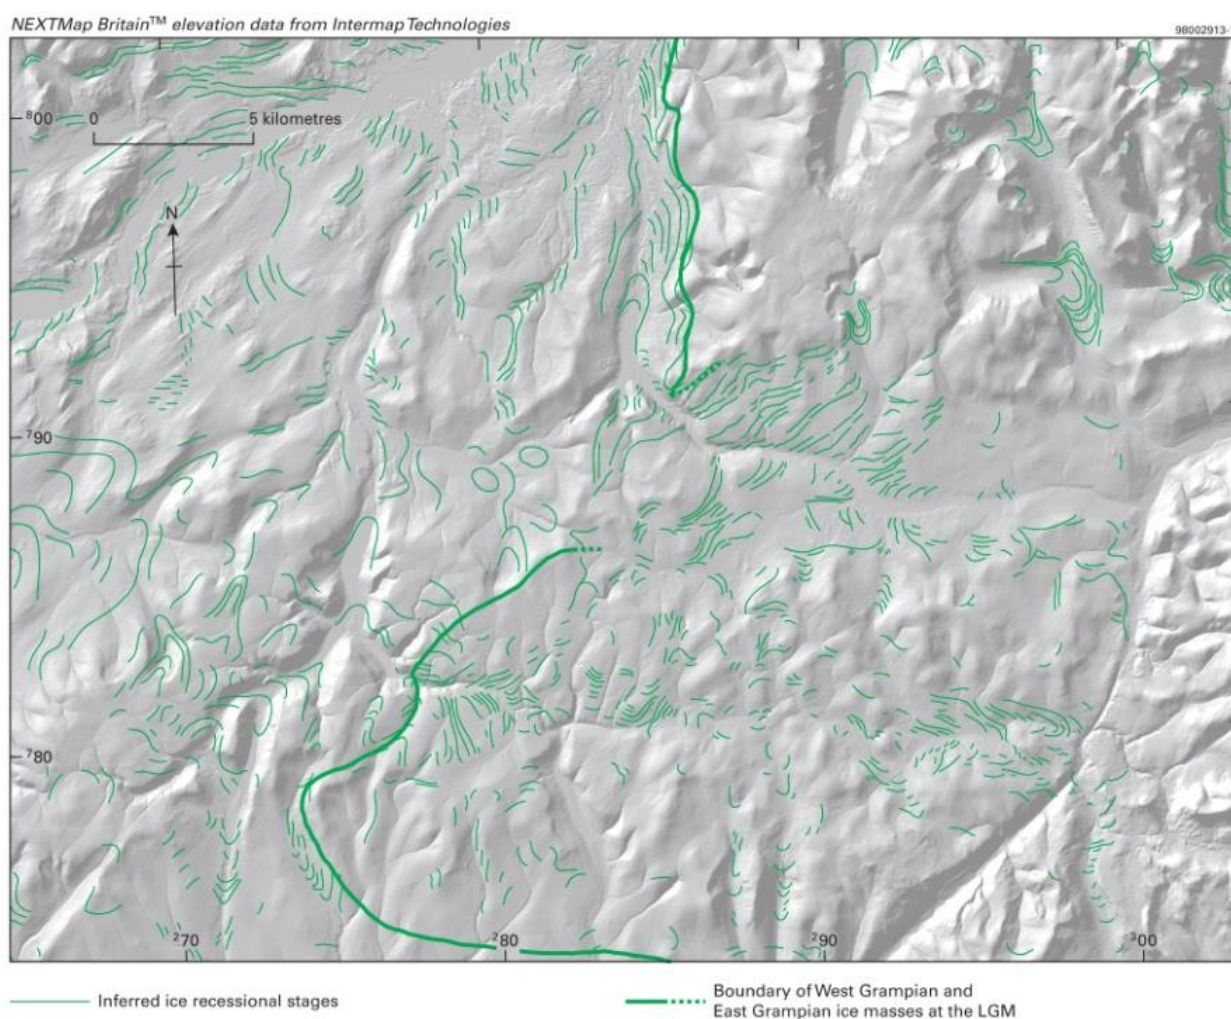 NEXTMap Britain™ elevation data from Intermap Technologies
98002913-
800
0
5 kilometres
N
790
780
270
280
290
300
Inferred ice recessional stages
Boundary of West Grampian and
East Grampian ice masses at the LGM